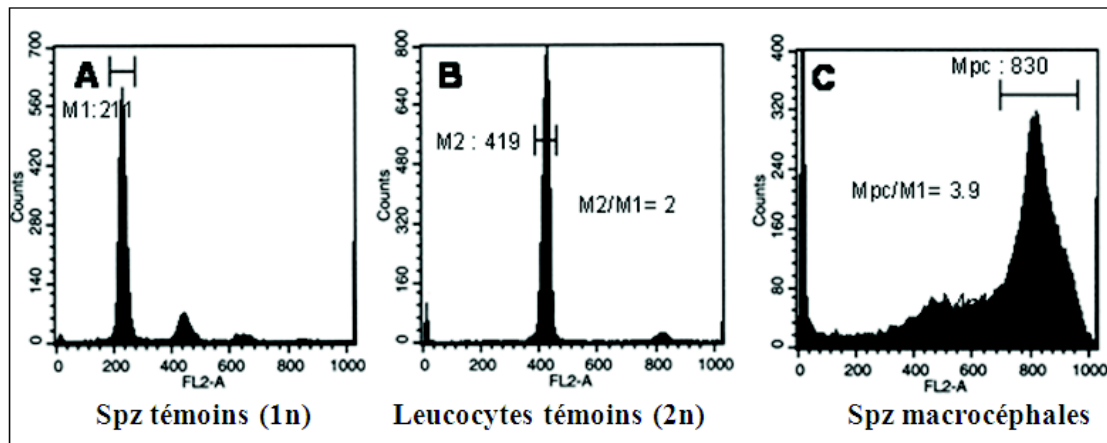 A
M1:211
700
560
420
280
140
0
Counts
0 200 400 600 800 1000
FL2-A
Spz témoins (1n)
B
M2 : 419
M2/M1= 2
800
640
480
320
160
0
Counts
0 200 400 600 800 1000
FL2-A
Leucocytes témoins (2n)
C
Mpc : 830
Mpc/M1= 3.9
400
320
240
160
80
0
Counts
0 200 400 600 800 1000
FL2-A
Spz macrocéphales